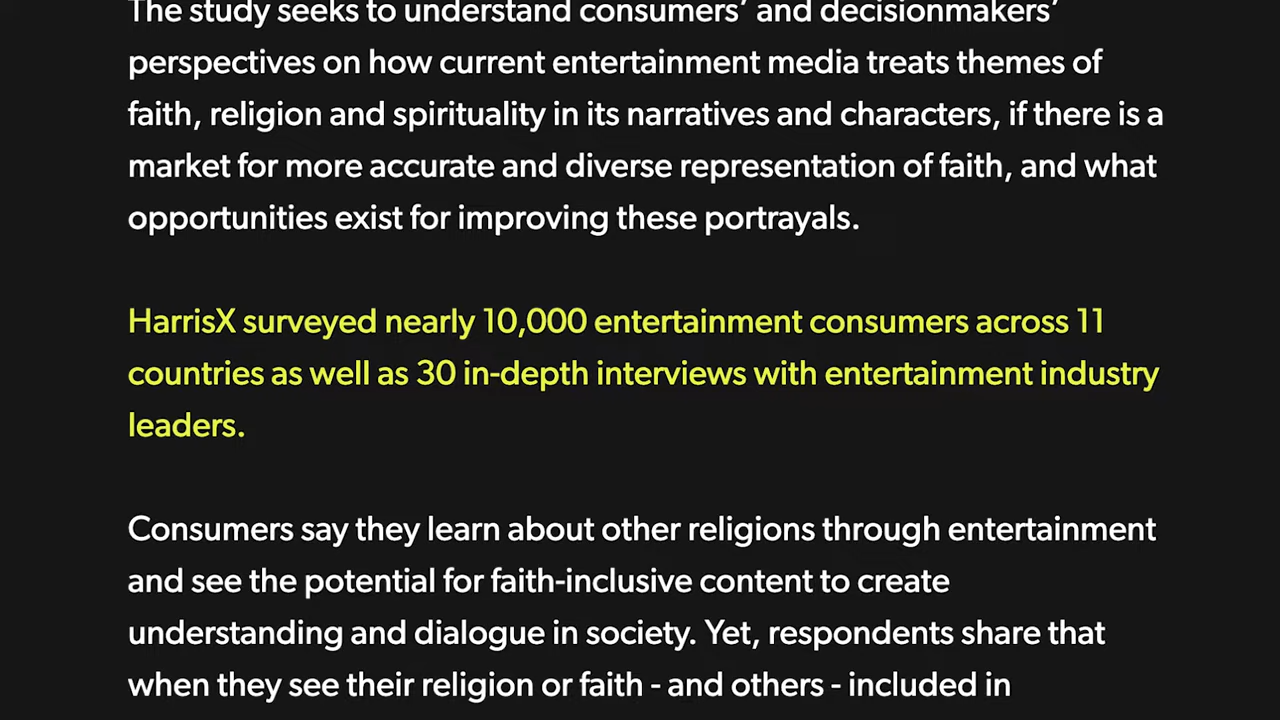 The study seeks to understand consumers’ and decisionmakers’
perspectives on how current entertainment media treats themes of
faith, religion and spirituality in its narratives and characters, if there is a
market for more accurate and diverse representation of faith, and what
opportunities exist for improving these portrayals.
HarrisX surveyed nearly 10,000 entertainment consumers across 11
countries as well as 30 in-depth interviews with entertainment industry
leaders.
Consumers say they learn about other religions through entertainment
and see the potential for faith-inclusive content to create
understanding and dialogue in society. Yet, respondents share that
when they see their religion or faith - and others - included in